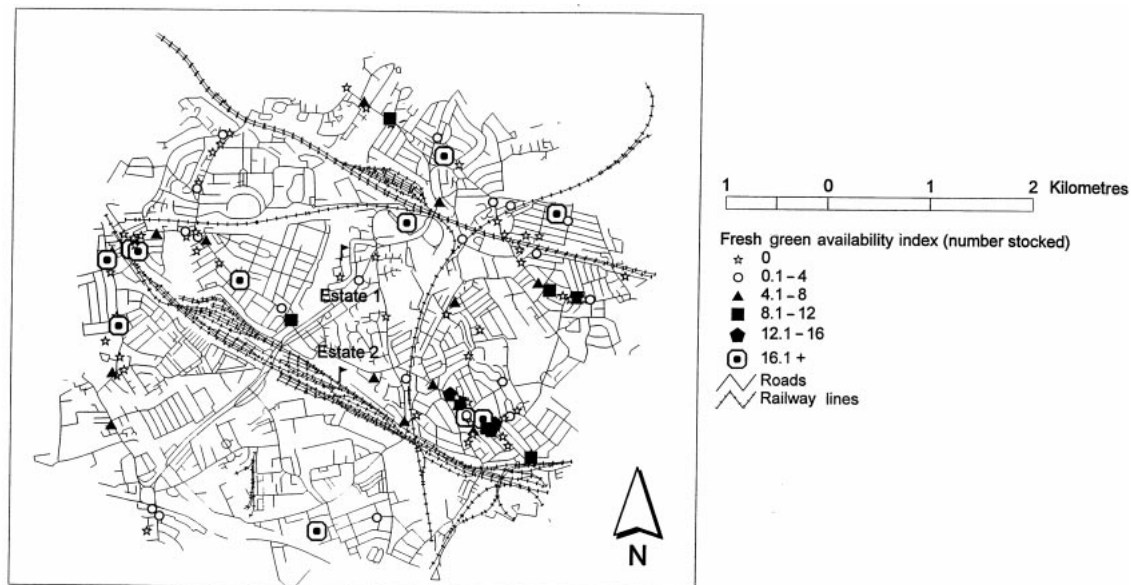 Estate 1
Estate 2
N
1 0 1 2 Kilometres
Fresh green availability index (number stocked)
0
0.1 – 4
4.1 – 8
8.1 – 12
12.1 – 16
16.1 +
Roads
Railway lines